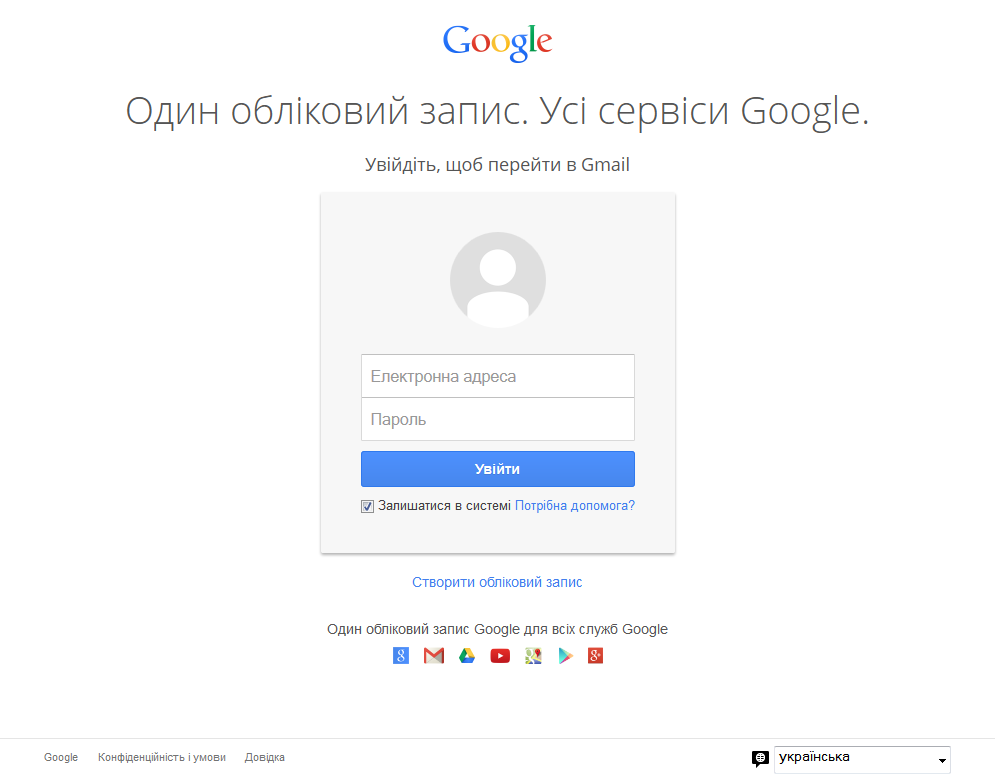 Google
Один обліковий запис. Усі сервіси Google.
Увійдіть, щоб перейти в Gmail
Електронна адреса
Пароль
Увійти
Залишатися в системі Потрібна допомога?
Створити обліковий запис
Один обліковий запис Google для всіх служб Google
Google Конфіденційність і умови Довідка українська